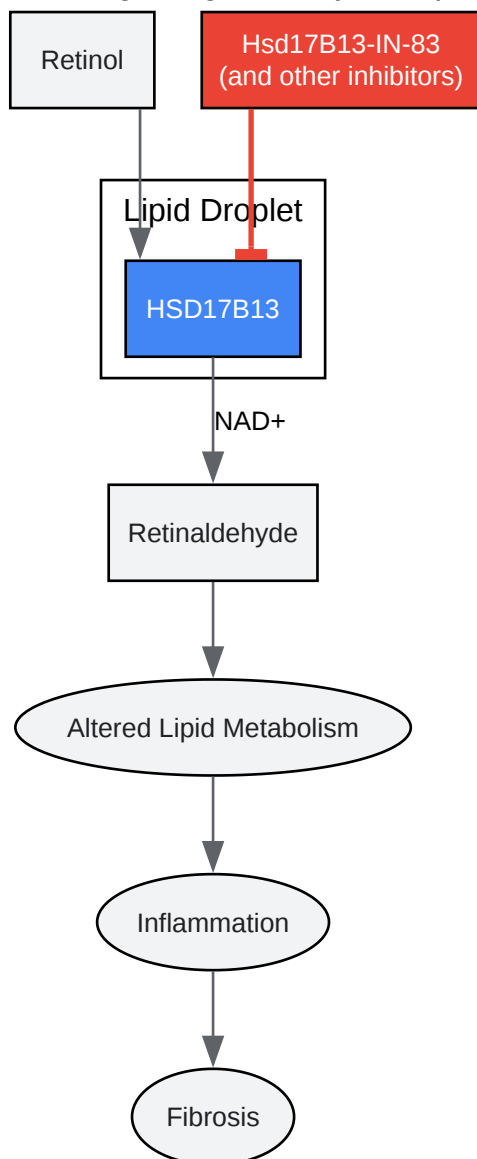 Retinol
Hsd17B13-IN-83
(and other inhibitors)
Lipid Droplet
HSD17B13
NAD+
Retinaldehyde
Altered Lipid Metabolism
Inflammation
Fibrosis